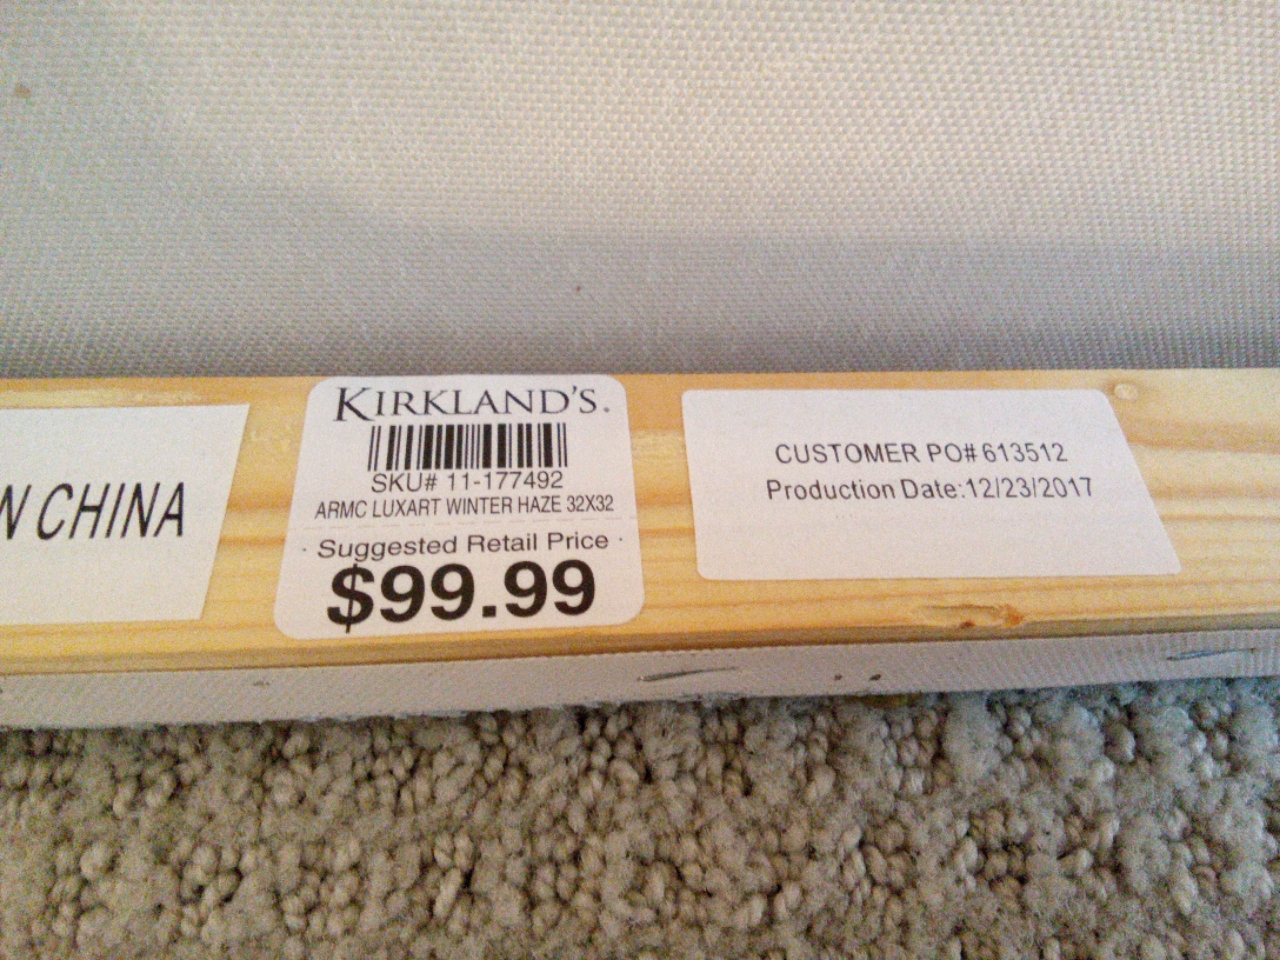 N CHINA
KIRKLAND'S.
SKU# 11-177492
ARMC LUXART WINTER HAZE 32X32
· Suggested Retail Price ·
$99.99
CUSTOMER PO# 613512
Production Date:12/23/2017